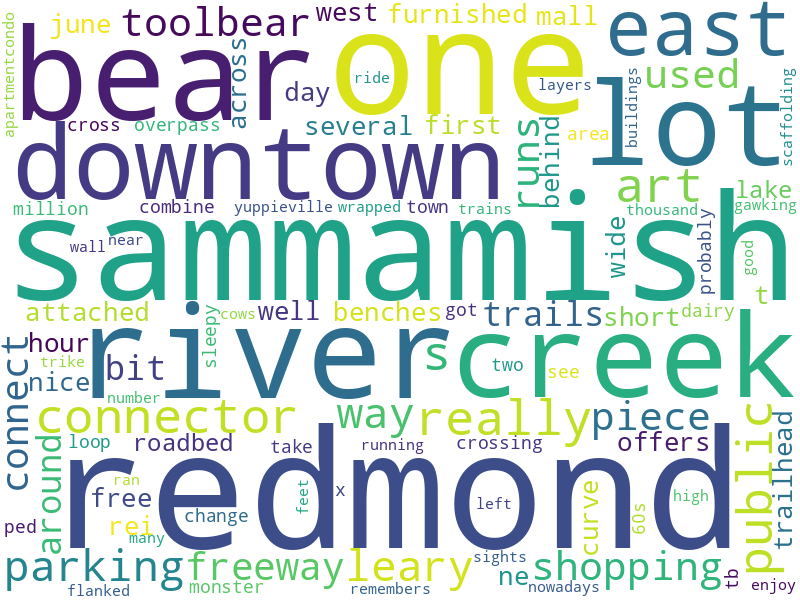 june toolbear west furnished mall
apartmentcondo
bear one east
across day ride layers lot used
buildings scaffolding
cross overpass several first area
downtown runs behind art
lake
million combine yuppieville wrapped town trains thousand gawking
sammamish
wall near wide probably good
attached cows well benches got trails short dairy t
sleepy
hour river s creek
trike
connect nice bit two see
number
connector way really piece public
around loop roadbed take running crossing offers trailhead
redmond
ran free rei change feet x left curve 60s high
ped many
parking freeway leary ne shopping
sights tb
flanked monster remembers nowadays enjoy